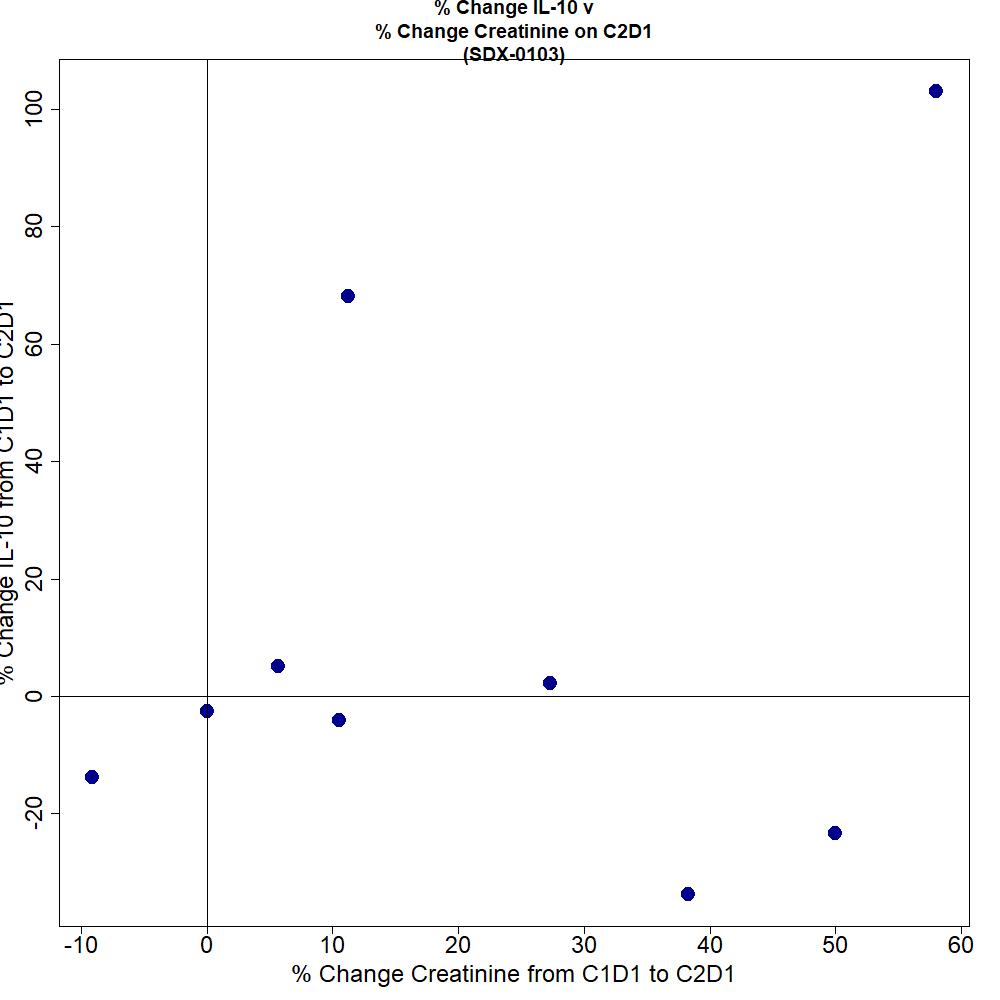 % Change IL-10 v
% Change Creatinine on C2D1
(SDX-0103)
% Change IL-10 from C1D1 to C2D1
100
80
60
40
20
0
-20
-10 0 10 20 30 40 50 60
% Change Creatinine from C1D1 to C2D1